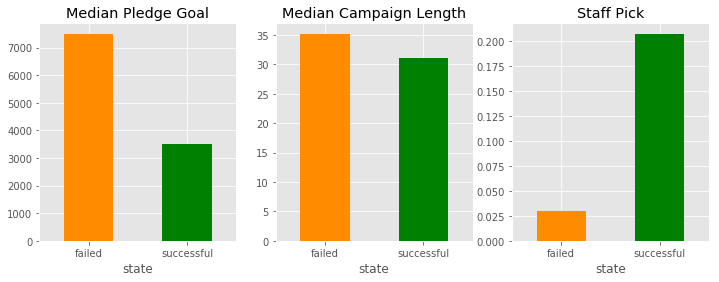 Median Pledge Goal
7000
6000
5000
4000
3000
2000
1000
0
failed
successful
state
Median Campaign Length
35
30
25
20
15
10
5
0
failed
successful
state
Staff Pick
0.200
0.175
0.150
0.125
0.100
0.075
0.050
0.025
0.000
failed
successful
state